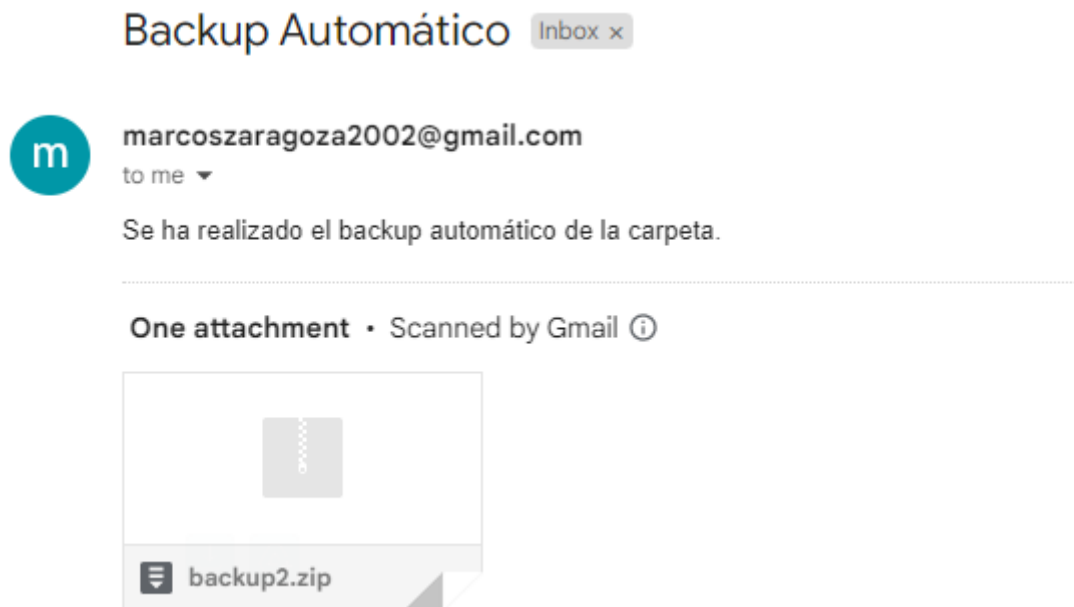 Backup Automático Inbox ×
m
marcoszaragoza2002@gmail.com
to me
Se ha realizado el backup automático de la carpeta.
One attachment • Scanned by Gmail
backup2.zip